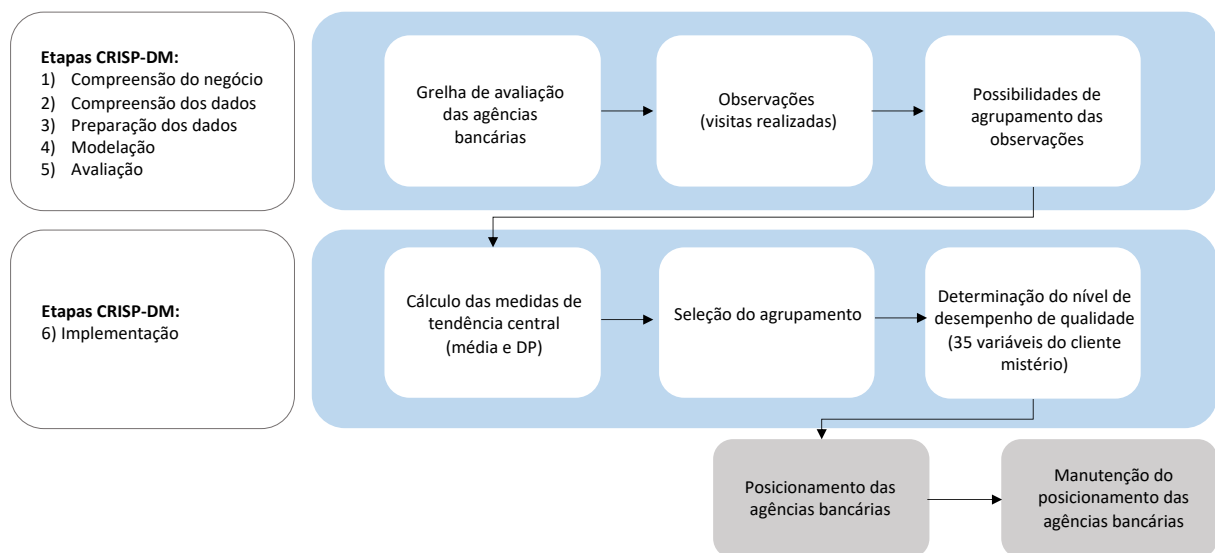 Etapas CRISP-DM:
1) Compreensão do negócio
2) Compreensão dos dados
3) Preparação dos dados
4) Modelação
5) Avaliação
Grelha de avaliação
das agências
bancárias
Observações
(visitas realizadas)
Possibilidades de
agrupamento das
observações
Etapas CRISP-DM:
6) Implementação
Cálculo das medidas de
tendência central
(média e DP)
Seleção do agrupamento
Determinação do nível de
desempenho de qualidade
(35 variáveis do cliente
mistério)
Posicionamento das
agências bancárias
Manutenção do
posicionamento das
agências bancárias